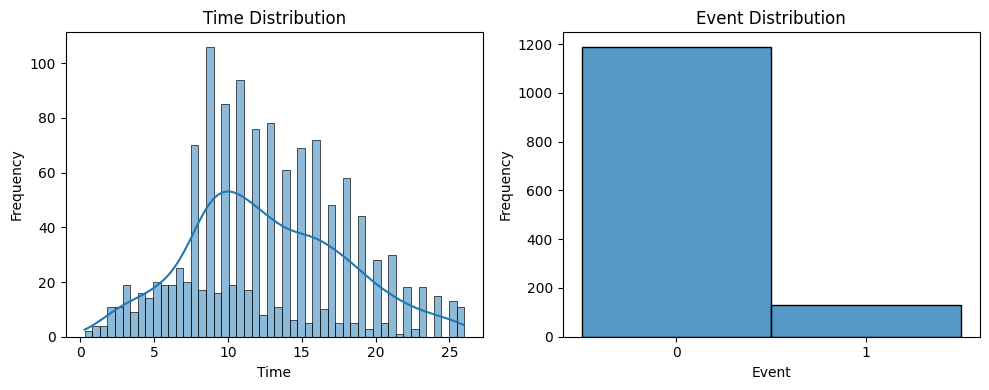 Time Distribution
Frequency
100
80
60
40
20
0
0 5 10 15 20 25
Time
Event Distribution
Frequency
1200
1000
800
600
400
200
0
0 1
Event